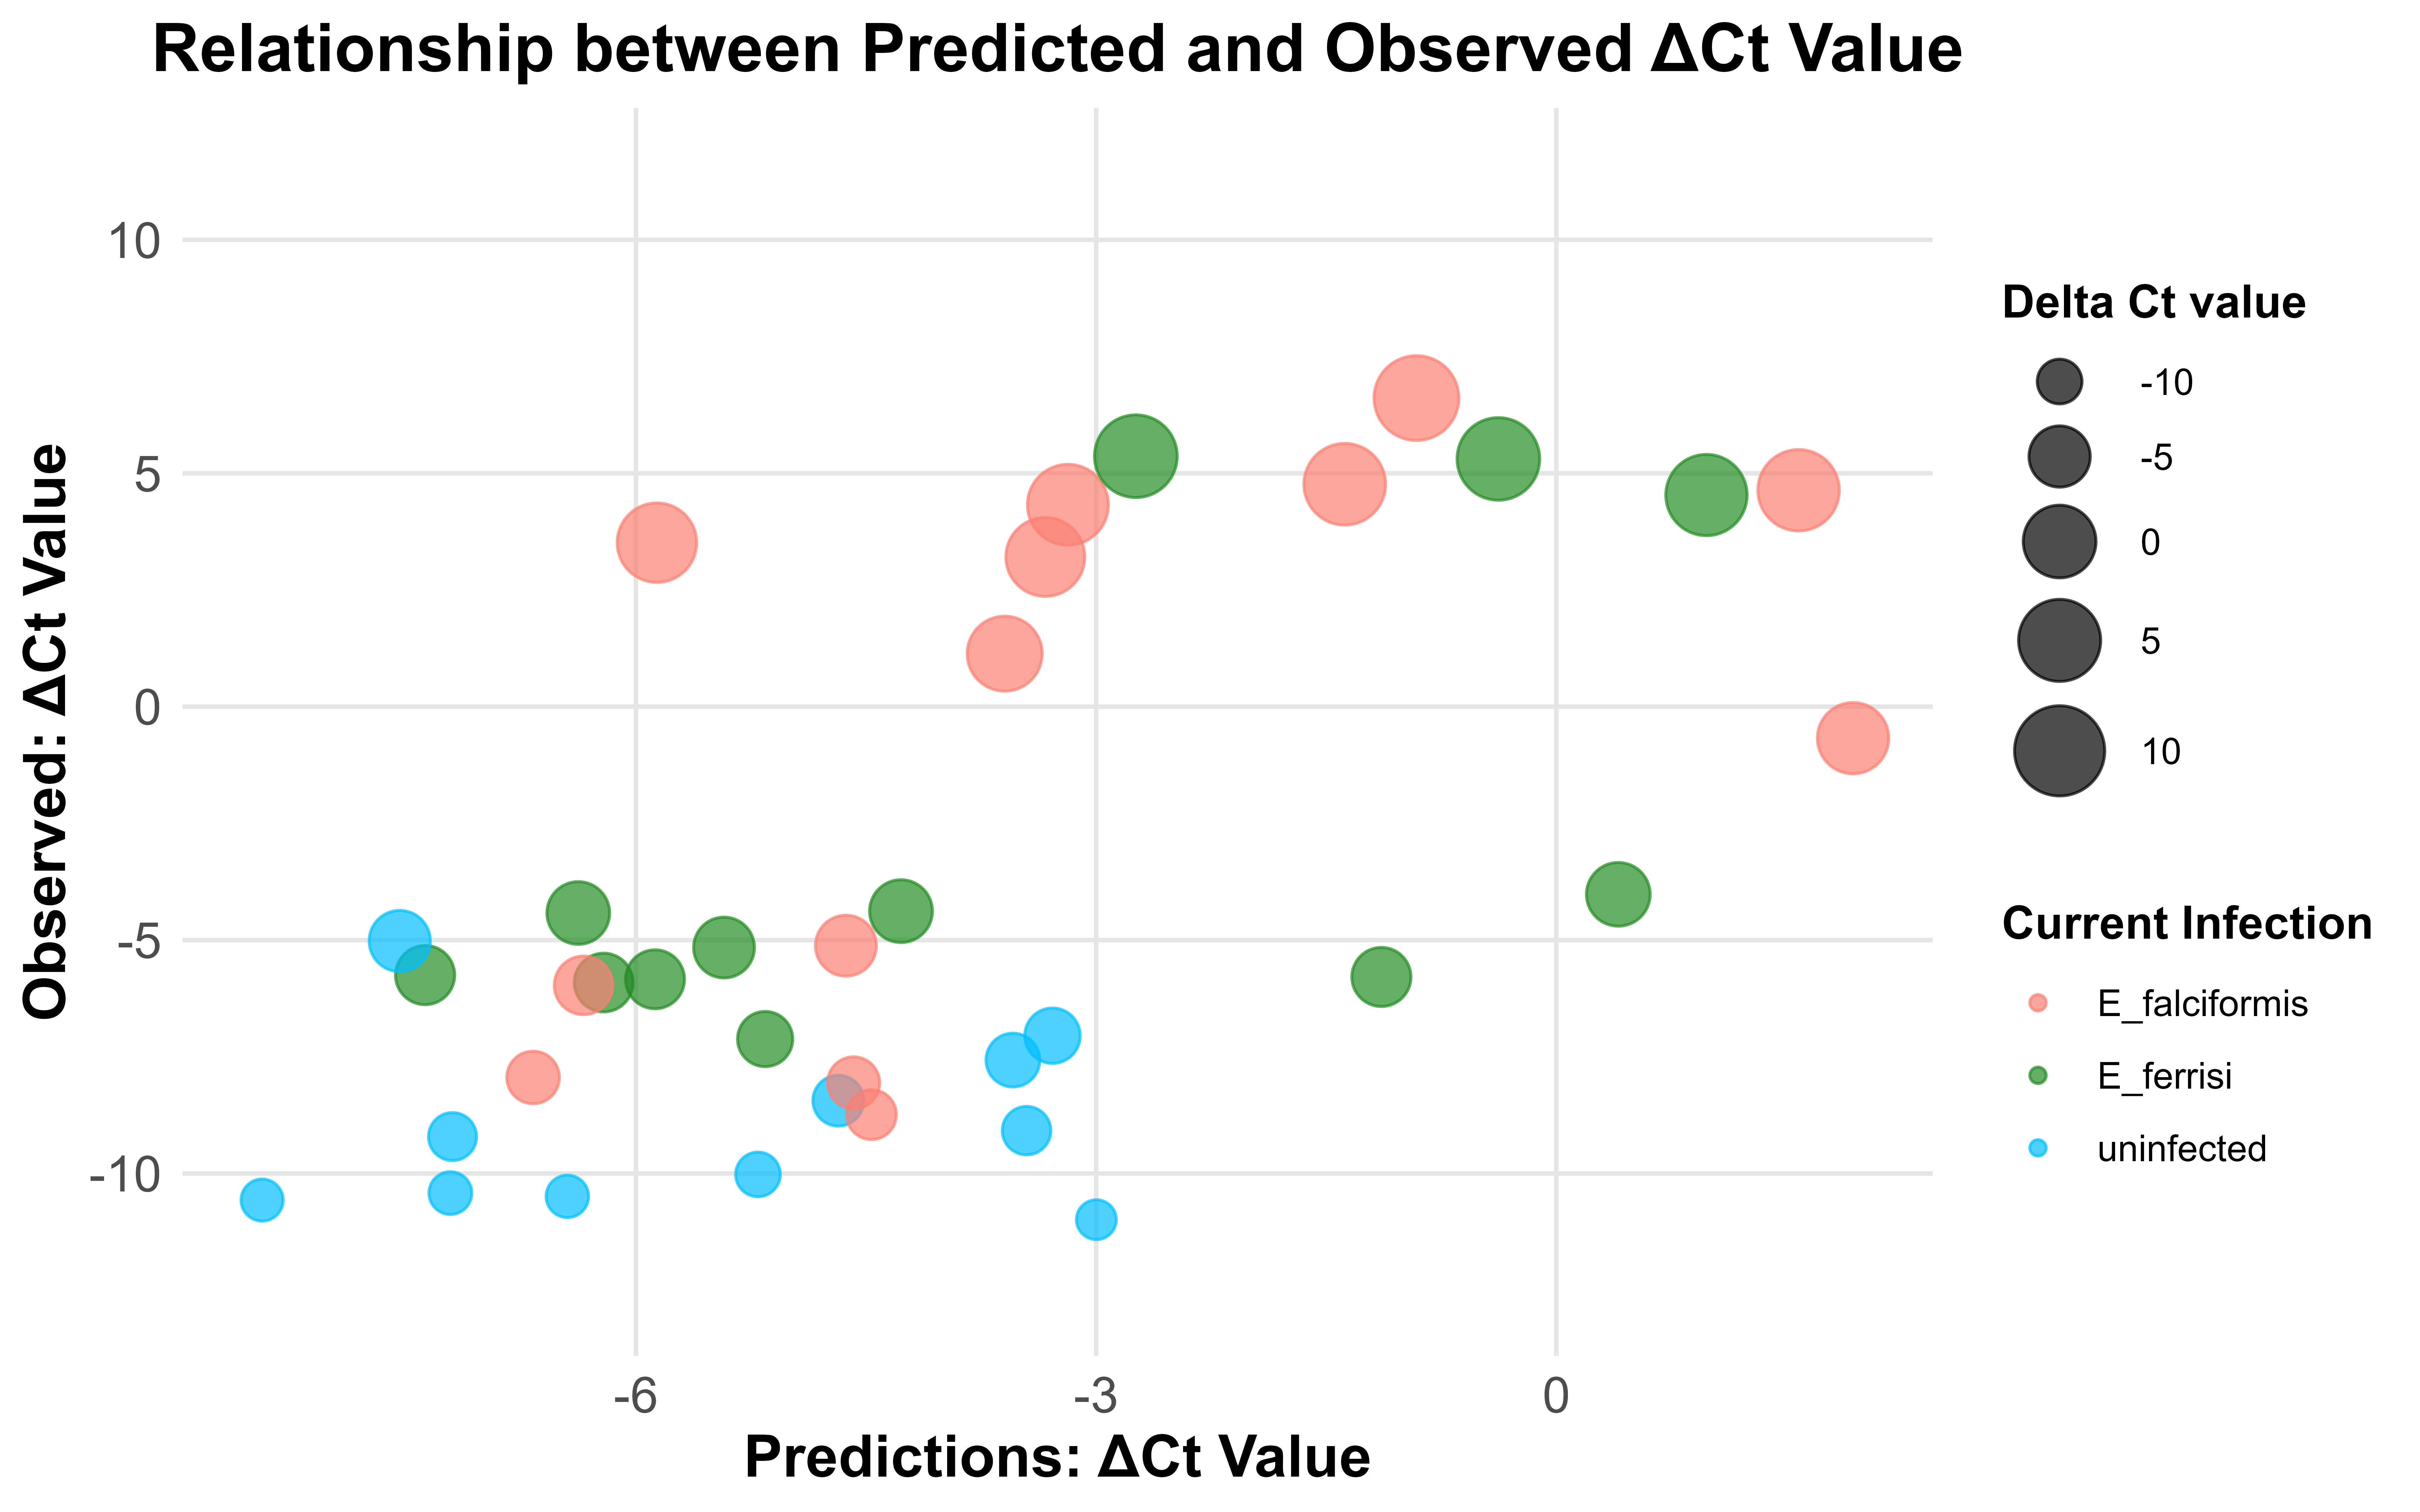 Relationship between Predicted and Observed ΔCt Value
Observed: ΔCt Value
10
5
0
-5
-10
-6
-3
0
Predictions: ΔCt Value
Delta Ct value
-10
-5
0
5
10
Current Infection
E_falciformis
E_ferrisi
uninfected